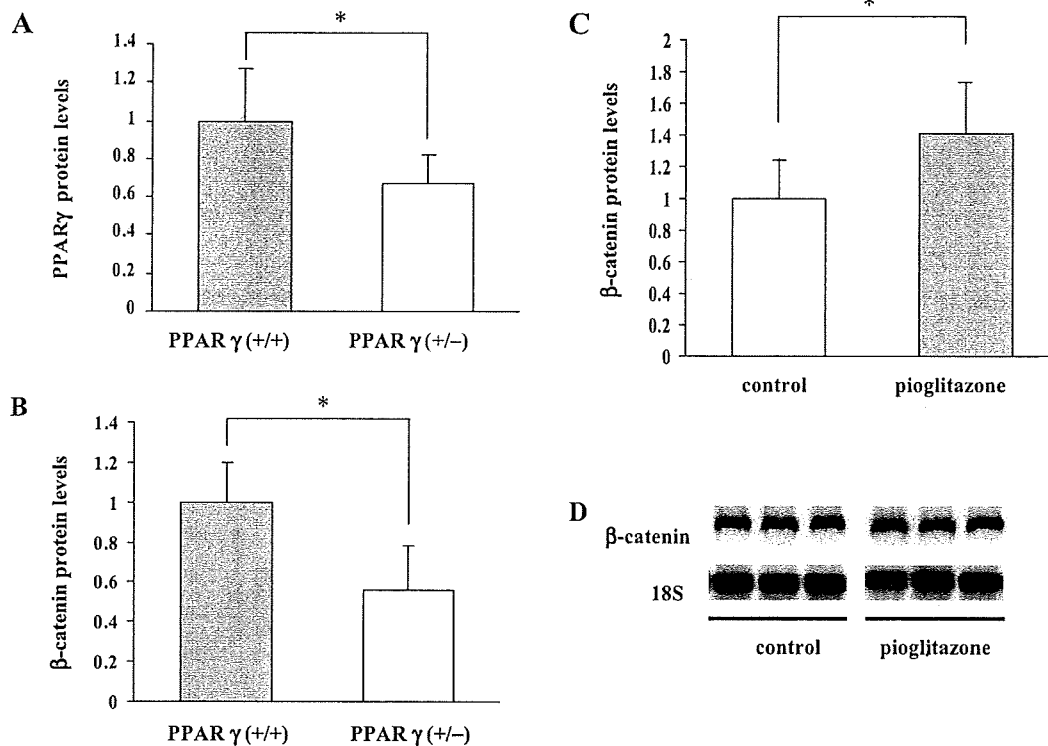 A
PPARγ protein levels
1.4
1.2
1
0.8
0.6
0.4
0.2
0
*
PPAR γ (+/+)
PPAR γ (+/–)
B
β-catenin protein levels
1.4
1.2
1
0.8
0.6
0.4
0.2
0
*
PPAR γ (+/+)
PPAR γ (+/–)
C
β-catenin protein levels
2
1.8
1.6
1.4
1.2
1
0.8
0.6
0.4
0.2
0
*
control
pioglitazone
D
β-catenin
18S
control
pioglitazone